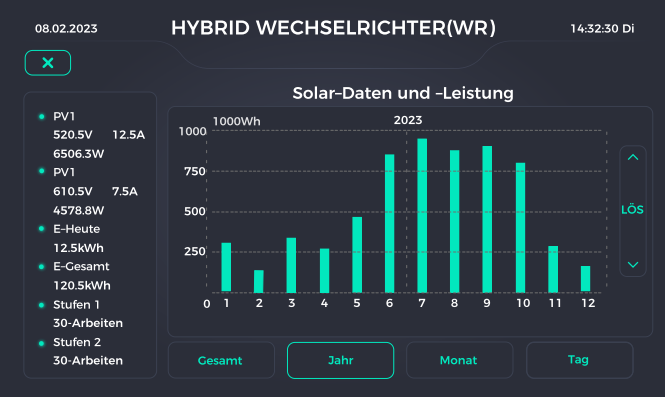 08.02.2023
HYBRID WECHSELRICHTER(WR)
14:32:30 Di
Solar–Daten und –Leistung
PV1
520.5V 12.5A
6506.3W
PV1
610.5V 7.5A
4578.8W
E-Heute
12.5kWh
E-Gesamt
120.5kWh
Stufen 1
30-Arbeiten
Stufen 2
30-Arbeiten
1000Wh
2023
1000
750
500
250
0 1 2 3 4 5 6 7 8 9 10 11 12
LÖS
Gesamt
Jahr
Monat
Tag